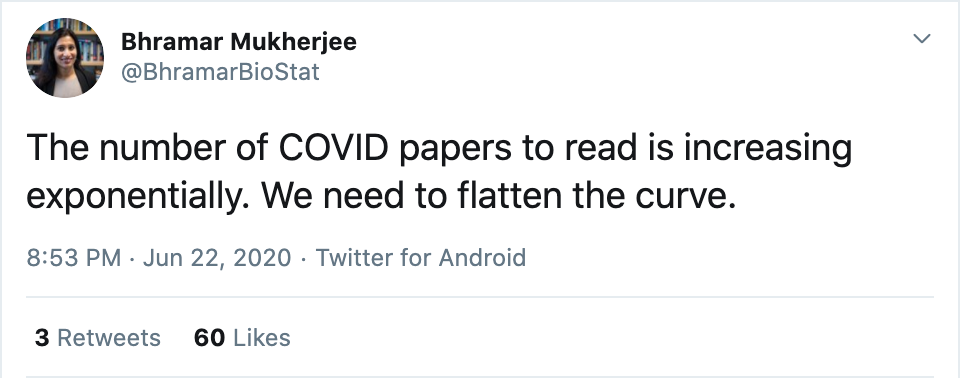 Bhramar Mukherjee
@BhramarBioStat
The number of COVID papers to read is increasing
exponentially. We need to flatten the curve.
8:53 PM · Jun 22, 2020 · Twitter for Android
3 Retweets 60 Likes